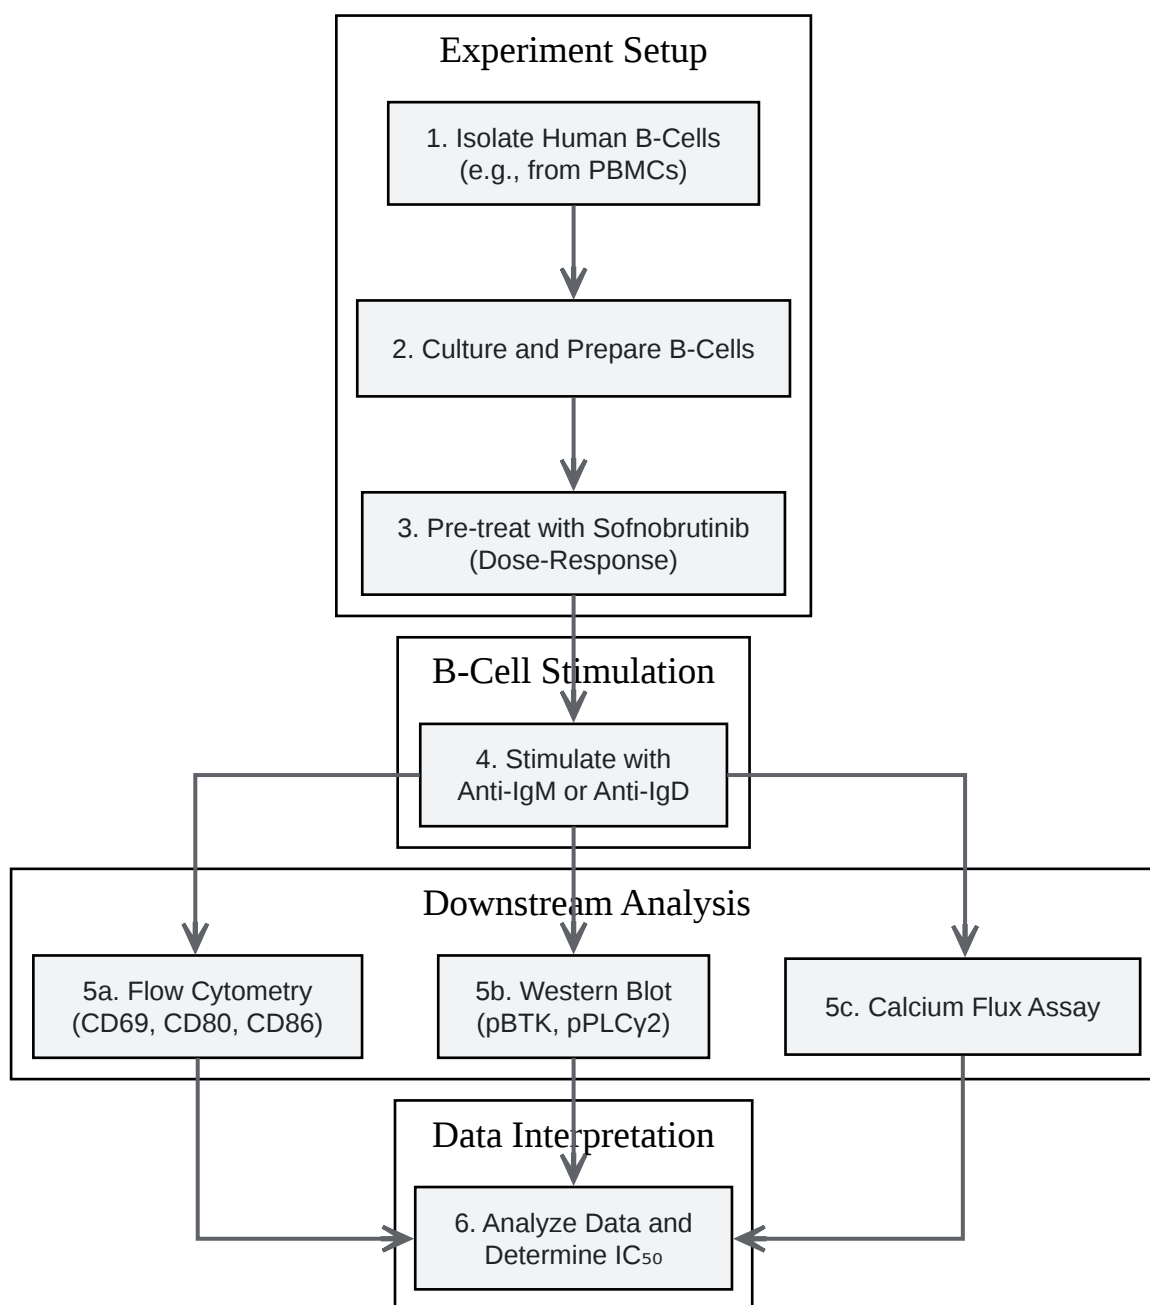 Experiment Setup
1. Isolate Human B-Cells
(e.g., from PBMCs)
2. Culture and Prepare B-Cells
3. Pre-treat with Sofnobrutinib
(Dose-Response)
B-Cell Stimulation
4. Stimulate with
Anti-IgM or Anti-IgD
Downstream Analysis
5a. Flow Cytometry
(CD69, CD80, CD86)
5b. Western Blot
(pBTK, pPLCγ2)
5c. Calcium Flux Assay
Data Interpretation
6. Analyze Data and
Determine IC₅₀